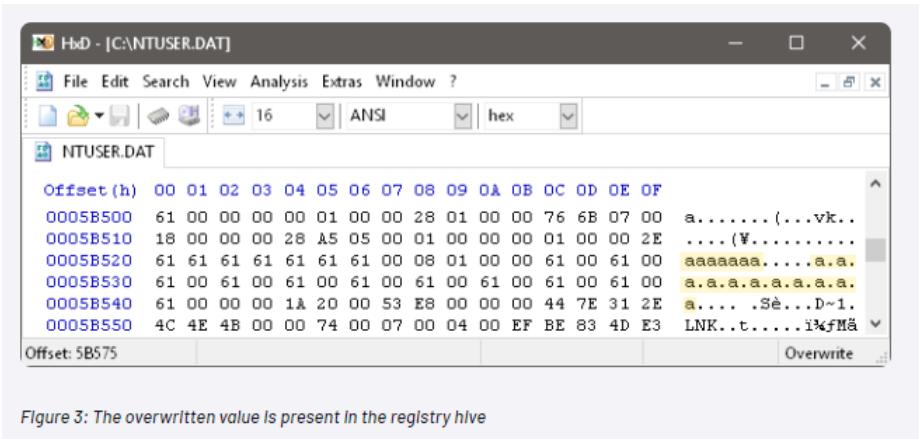 HxD - [C:\NTUSER.DAT]
File Edit Search View Analysis Extras Window ?
16 ANSI hex
NTUSER.DAT
Offset(h) 00 01 02 03 04 05 06 07 08 09 0A 0B 0C 0D 0E 0F
0005B500 61 00 00 00 00 01 00 00 28 01 00 00 76 6B 07 00 a.......(...vk..
0005B510 18 00 00 00 28 A5 05 00 01 00 00 00 01 00 00 2E ....(¥..........
0005B520 61 61 61 61 61 61 61 00 08 01 00 00 61 00 61 00 aaaaaaa.....a.a.
0005B530 61 00 61 00 61 00 61 00 61 00 61 00 61 00 61 00 a.a.a.a.a.a.a.a.
0005B540 61 00 00 00 1A 20 00 53 E8 00 00 00 44 7E 31 2E a.... .Sè...D~1.
0005B550 4C 4E 4B 00 00 74 00 07 00 04 00 EF BE 83 4D E3 LNK..t.....ï¾ƒMã
Offset: 5B575 Overwrite
Figure 3: The overwritten value is present in the registry hive